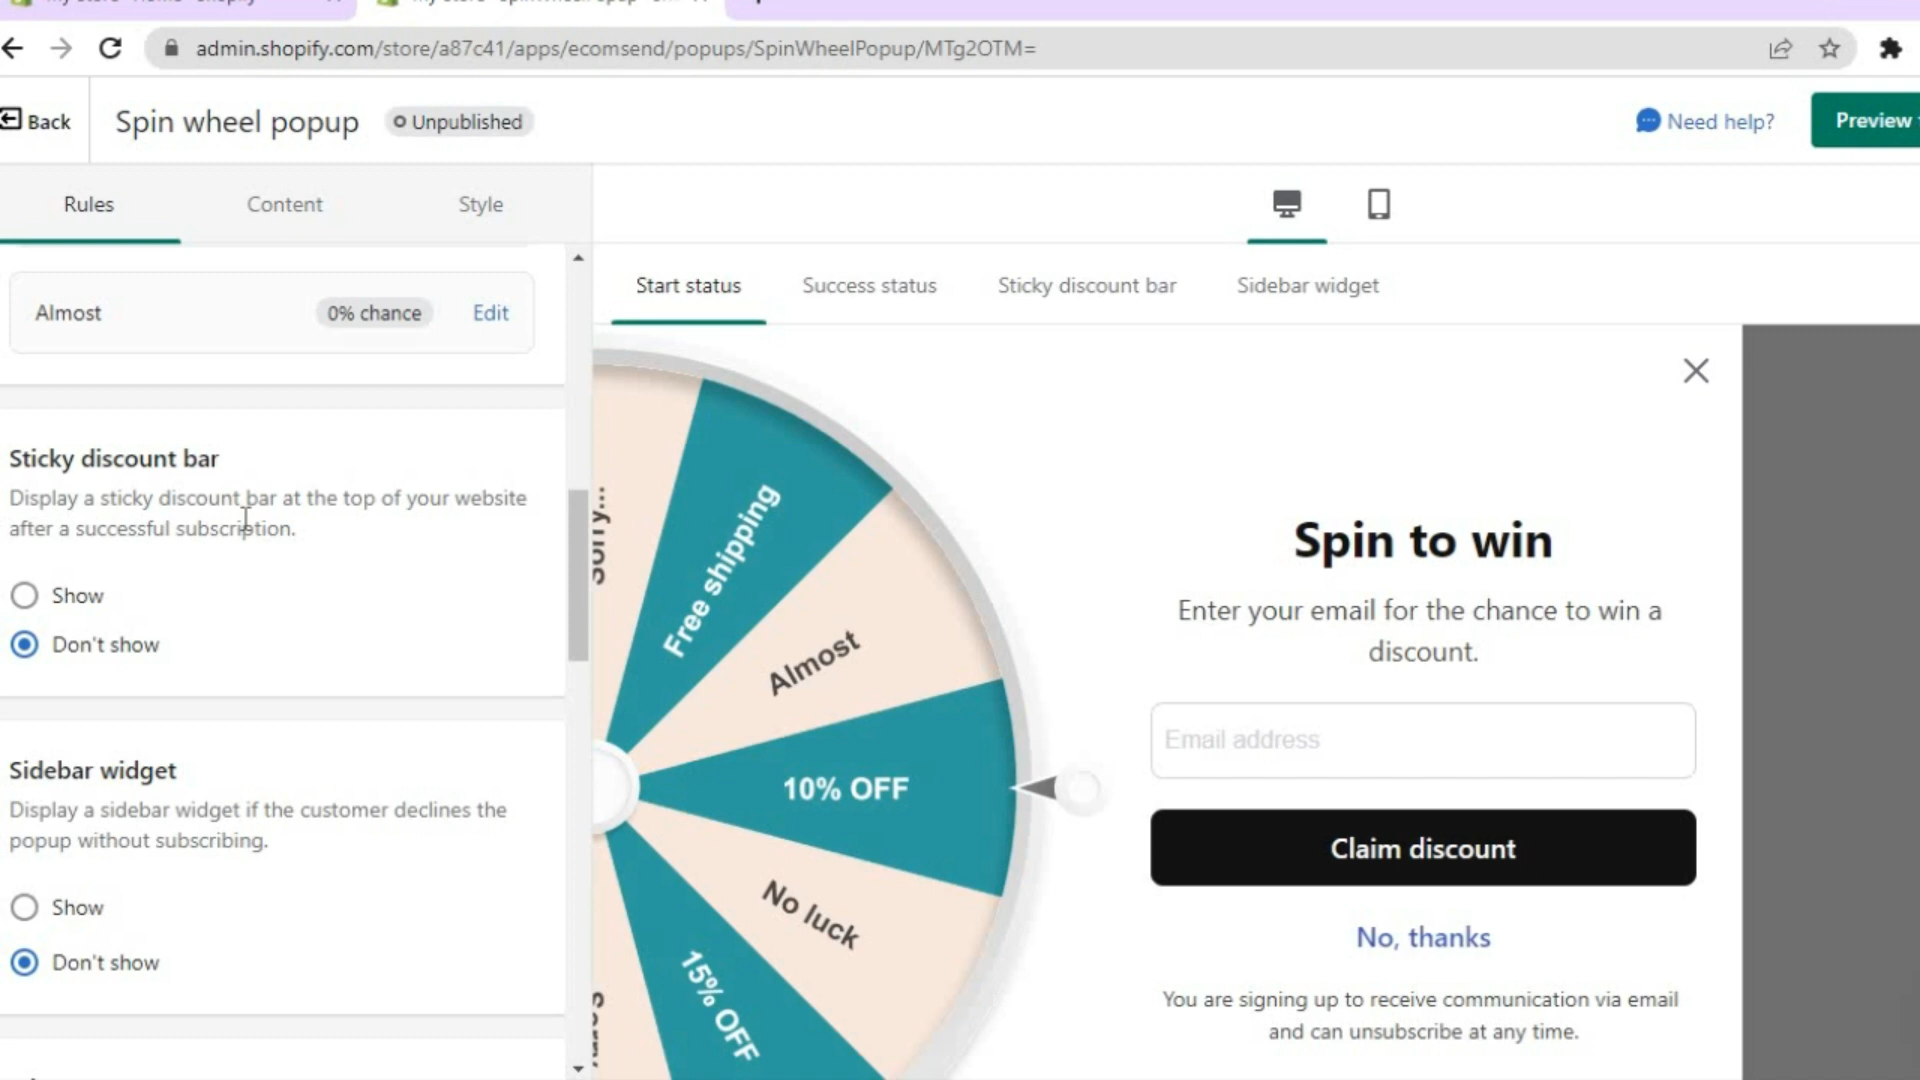 admin.shopify.com/store/a87c41/apps/ecomsend/popups/SpinWheelPopup/MTg2OTM=
Back
Spin wheel popup
Unpublished
Need help?
Preview
Rules
Content
Style
Almost
0% chance
Edit
Start status
Success status
Sticky discount bar
Sidebar widget
Sticky discount bar
Display a sticky discount bar at the top of your website
after a successful subscription.
Show
Don't show
Sidebar widget
Display a sidebar widget if the customer declines the
popup without subscribing.
Show
Don't show
Sorry...
Free shipping
Almost
10% OFF
No luck
15% OFF
Spin to win
Enter your email for the chance to win a
discount.
Email address
Claim discount
No, thanks
You are signing up to receive communication via email
and can unsubscribe at any time.